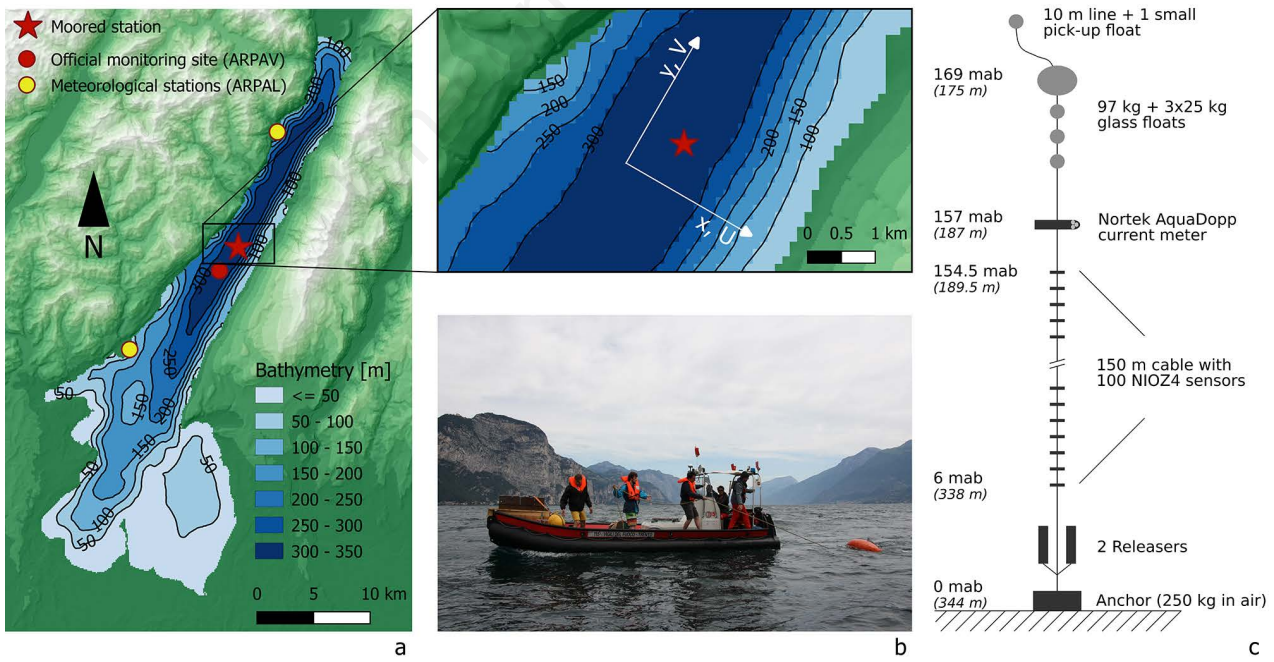 Moored station
Official monitoring site (ARPAV)
Meteorological stations (ARPAL)
100
200
100
100
300
N
250
50
150
200
150
50
50
100
50
Bathymetry [m]
<= 50
50 - 100
100 - 150
150 - 200
200 - 250
250 - 300
300 - 350
0 5 10 km
a
150
200
250
300
y, V
x, U
200
150
100
0 0.5 1 km
b
10 m line + 1 small
pick-up float
169 mab
(175 m)
97 kg + 3x25 kg
glass floats
157 mab
(187 m)
Nortek AquaDopp
current meter
154.5 mab
(189.5 m)
150 m cable with
100 NIOZ4 sensors
6 mab
(338 m)
2 Releasers
0 mab
(344 m)
Anchor (250 kg in air)
c